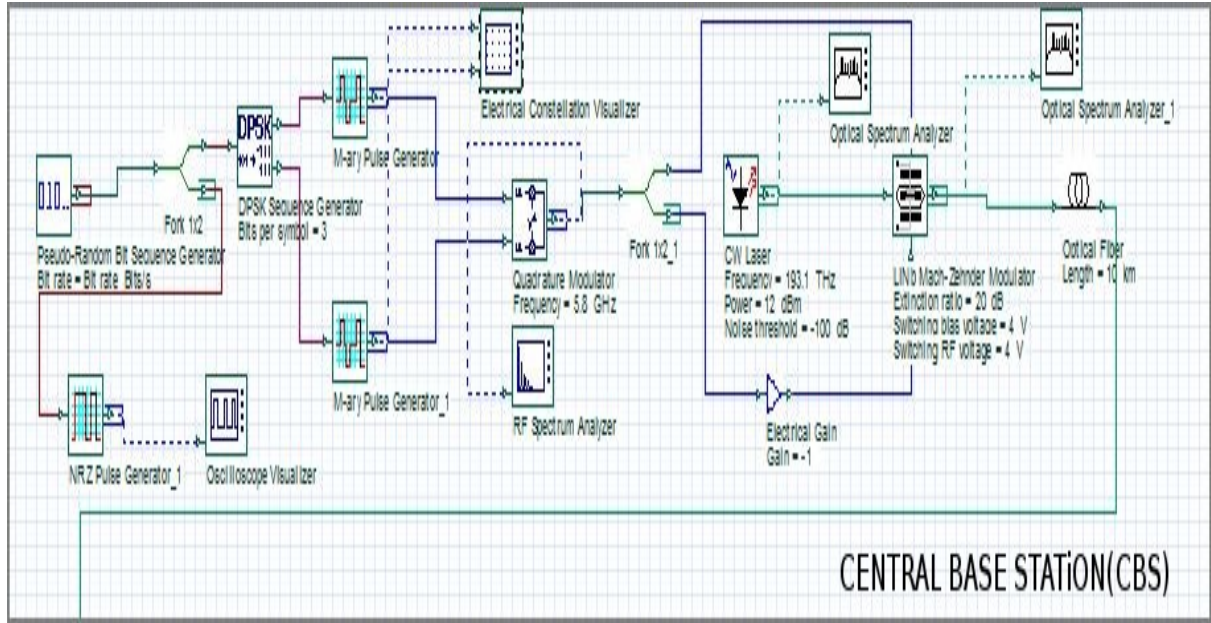 Electrical Constellation Visualizer
Optical Spectrum Analyzer_1
Optical Spectrum Analyzer
M-ary Pulse Generator
DPSK
DPSK Sequence Generator
Bits per symbol = 3
Fork 1x2
Pseudo-Random Bit Sequence Generator
Bit rate = Bit rate Bits/s
Quadrature Modulator
Frequency = 5.8 GHz
Fork 1x2_1
CW Laser
Frequency = 193.1 THz
Power = 12 dBm
Noise threshold = -100 dB
LiNb Mach-Zehnder Modulator
Extinction ratio = 20 dB
Switching bias voltage = 4 V
Switching RF voltage = 4 V
Optical Fiber
Length = 10 km
M-ary Pulse Generator_1
RF Spectrum Analyzer
Electrical Gain
Gain = -1
NRZ Pulse Generator_1
Oscilloscope Visualizer
CENTRAL BASE STATiON(CBS)